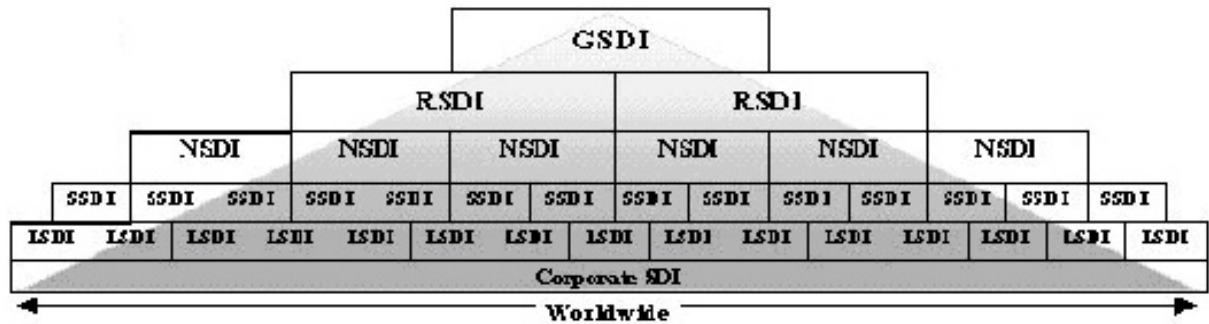 GSDI
RSDI RSDI
NSDI NSDI NSDI NSDI NSDI NSDI
SSDI SSDI SSDI SSDI SSDI SSDI SSDI SSDI SSDI SSDI SSDI SSDI SSDI SSDI
LSDI LSDI LSDI LSDI LSDI LSDI LSDI LSDI LSDI LSDI LSDI LSDI LSDI LSDI LSDI
Corporate SDI
Worldwide